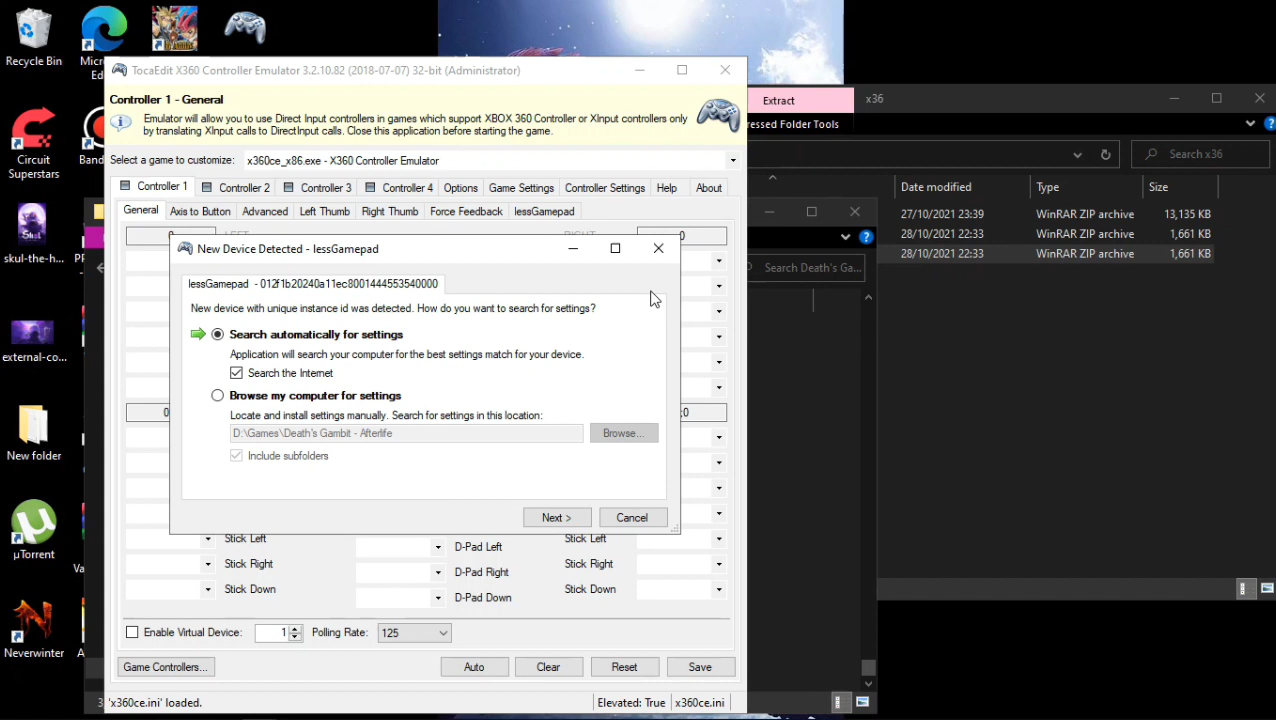 Recycle Bin
Micr
Ed
Circuit
Superstars
Band
skul-the-h...
external-co...
New folder
µTorrent
Va
Neverwinter
TocaEdit X360 Controller Emulator 3.2.10.82 (2018-07-07) 32-bit (Administrator)
Controller 1 - General
Emulator will allow you to use Direct Input controllers in games which support XBOX 360 Controller or XInput controllers only
by translating XInput calls to DirectInput calls. Close this application before starting the game.
Select a game to customize: x360ce_x86.exe - X360 Controller Emulator
Controller 1 Controller 2 Controller 3 Controller 4 Options Game Settings Controller Settings Help About
General Axis to Button Advanced Left Thumb Right Thumb Force Feedback lessGamepad
New Device Detected - lessGamepad
lessGamepad - 012f1b20240a11ec8001444553540000
New device with unique instance id was detected. How do you want to search for settings?
Search automatically for settings
Application will search your computer for the best settings match for your device.
Search the Internet
Browse my computer for settings
Locate and install settings manually. Search for settings in this location:
D:\Games\Death's Gambit - Afterlife Browse...
Include subfolders
Next > Cancel
Stick Left D-Pad Left Stick Left
Stick Right D-Pad Right Stick Right
Stick Down D-Pad Down Stick Down
Enable Virtual Device: 1 Polling Rate: 125
Game Controllers... Auto Clear Reset Save
'x360ce.ini' loaded. Elevated: True x360ce.ini
Extract x36
ressed Folder Tools
Search x36
Date modified Type Size
27/10/2021 23:39 WinRAR ZIP archive 13,135 KB
28/10/2021 22:33 WinRAR ZIP archive 1,661 KB
28/10/2021 22:33 WinRAR ZIP archive 1,661 KB
Search Death's Ga...